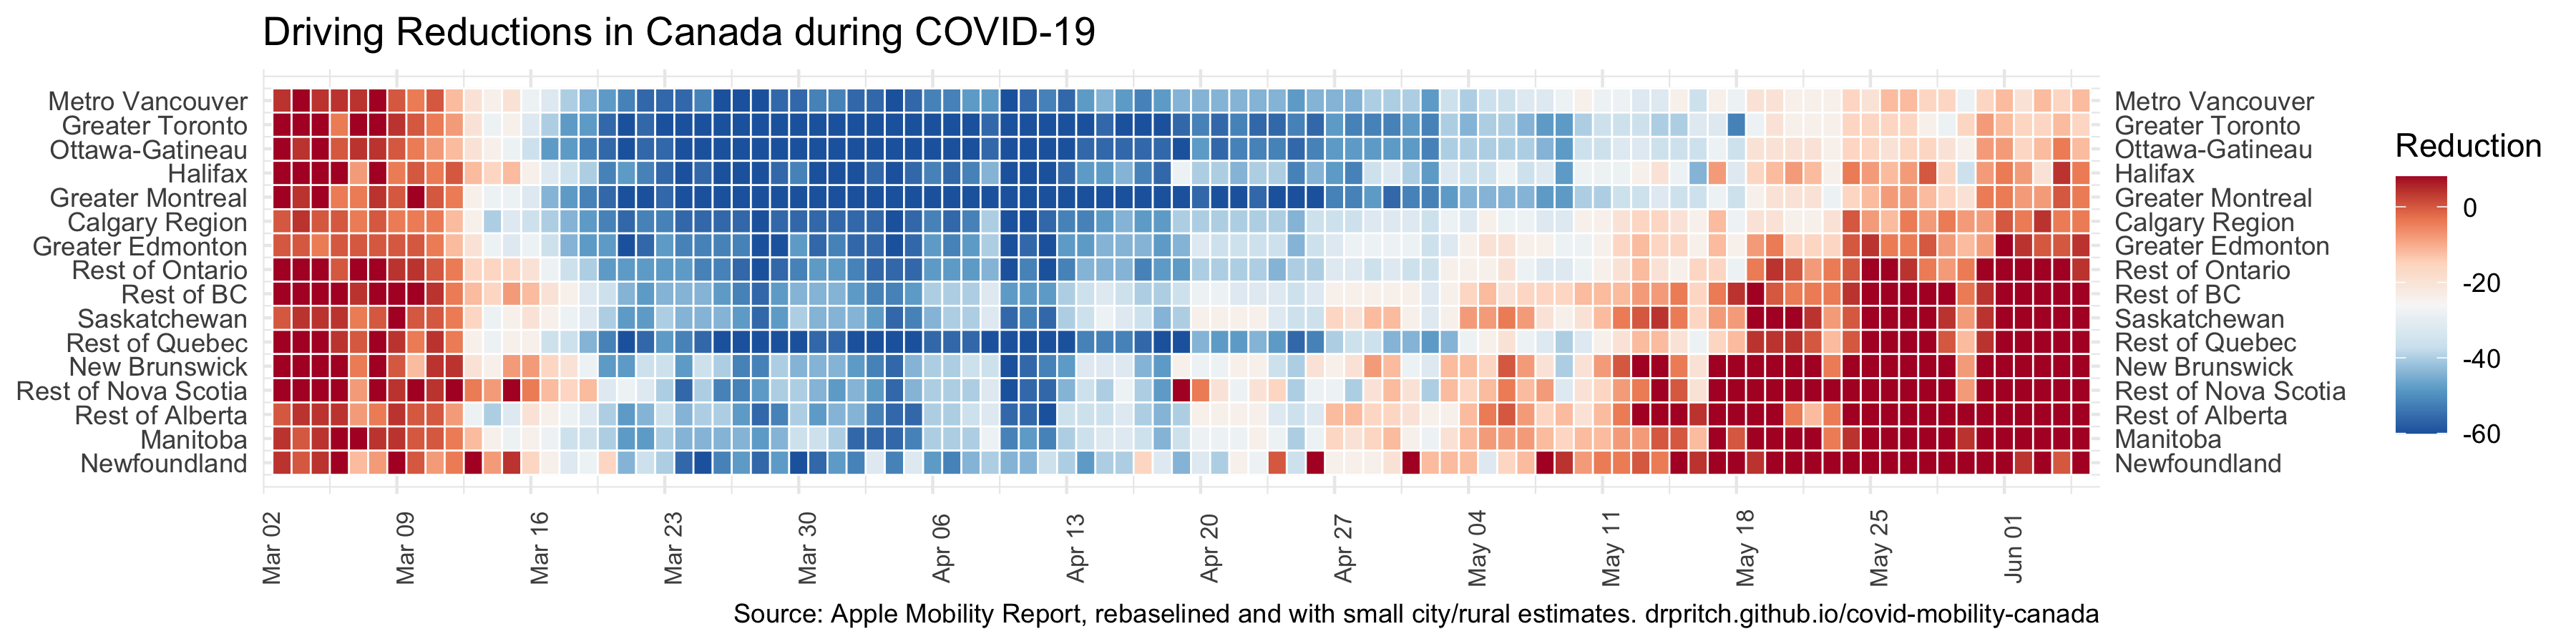 Driving Reductions in Canada during COVID-19
Metro Vancouver
Greater Toronto
Ottawa-Gatineau
Halifax
Greater Montreal
Calgary Region
Greater Edmonton
Rest of Ontario
Rest of BC
Saskatchewan
Rest of Quebec
New Brunswick
Rest of Nova Scotia
Rest of Alberta
Manitoba
Newfoundland
Metro Vancouver
Greater Toronto
Ottawa-Gatineau
Halifax
Greater Montreal
Calgary Region
Greater Edmonton
Rest of Ontario
Rest of BC
Saskatchewan
Rest of Quebec
New Brunswick
Rest of Nova Scotia
Rest of Alberta
Manitoba
Newfoundland
Reduction
0
-20
-40
-60
Mar 02
Mar 09
Mar 16
Mar 23
Mar 30
Apr 06
Apr 13
Apr 20
Apr 27
May 04
May 11
May 18
May 25
Jun 01
Source: Apple Mobility Report, rebaselined and with small city/rural estimates. drpritch.github.io/covid-mobility-canada